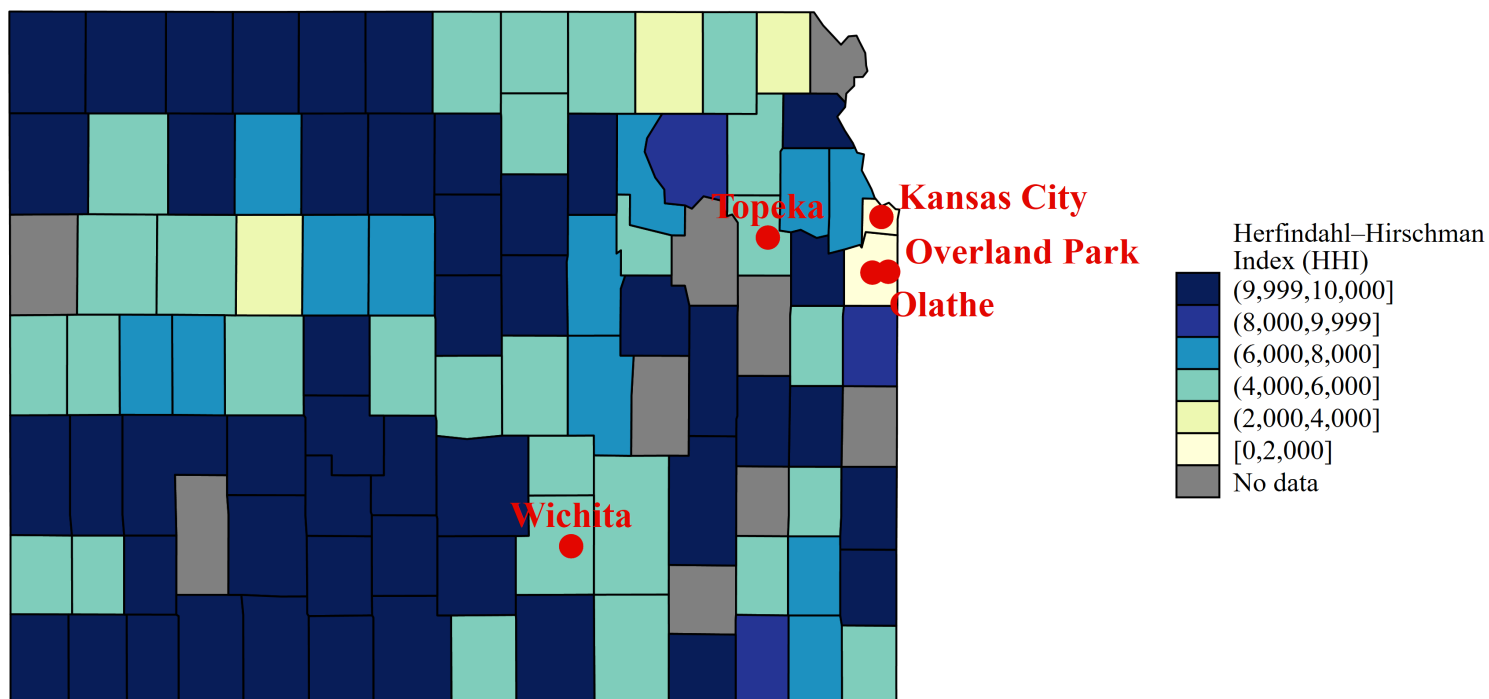 Topeka
Kansas City
Overland Park
Olathe
Wichita
Herfindahl–Hirschman
Index (HHI)
(9,999,10,000]
(8,000,9,999]
(6,000,8,000]
(4,000,6,000]
(2,000,4,000]
[0,2,000]
No data